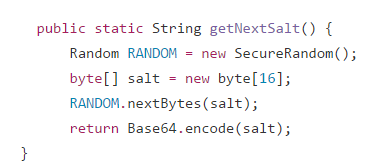 public static String getNextSalt() {
Random RANDOM = new SecureRandom();
byte[] salt = new byte[16];
RANDOM.nextBytes(salt);
return Base64.encode(salt);
}